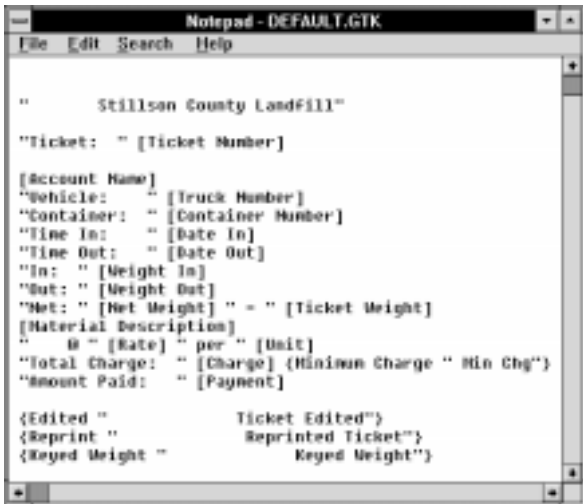 Notepad - DEFAULT.GTK
File Edit Search Help
"        Stillson County Landfill"
"Ticket:  " [Ticket Number]
[Account Name]
"Vehicle:    " [Truck Number]
"Container:  " [Container Number]
"Time In:    " [Date In]
"Time Out:   " [Date Out]
"In:  " [Weight In]
"Out: " [Weight Out]
"Net: " [Net Weight] " - " [Ticket Weight]
[Material Description]
"    @ " [Rate] " per " [Unit]
"Total Charge:  " [Charge] {Minimum Charge " Min Chg"}
"Amount Paid:   " [Payment]
{Edited "              Ticket Edited"}
{Reprint "              Reprinted Ticket"}
{Keyed Weight "              Keyed Weight"}